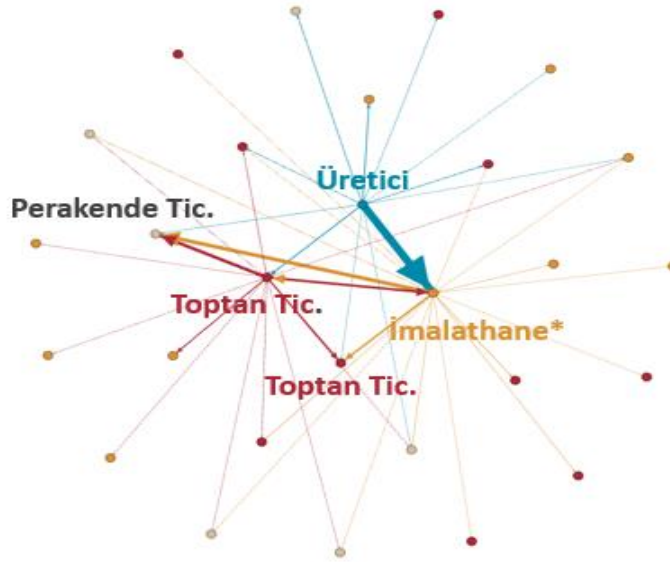 Üretici
Perakende Tic.
Toptan Tic.
İmalathane*
Toptan Tic.